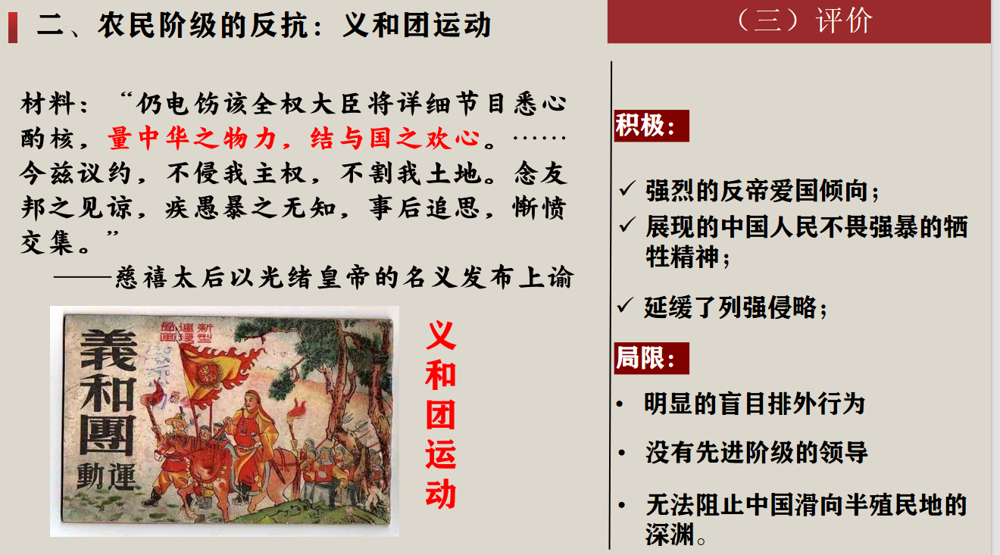 二、农民阶级的反抗：义和团运动
（三）评价
材料：“仍电饬该全权大臣将详细节目悉心
酌核，量中华之物力，结与国之欢心。……
今兹议约，不侵我主权，不割我土地。念友
邦之见谅，疾愚暴之无知，事后追思，惭愤
交集。”
——慈禧太后以光绪皇帝的名义发布上谕
新型
連環
圖畫
義和團
運動
义和团运动
积极：
✓ 强烈的反帝爱国倾向；
✓ 展现的中国人民不畏强暴的牺
牲精神；
✓ 延缓了列强侵略；
局限：
• 明显的盲目排外行为
• 没有先进阶级的领导
• 无法阻止中国滑向半殖民地的
深渊。